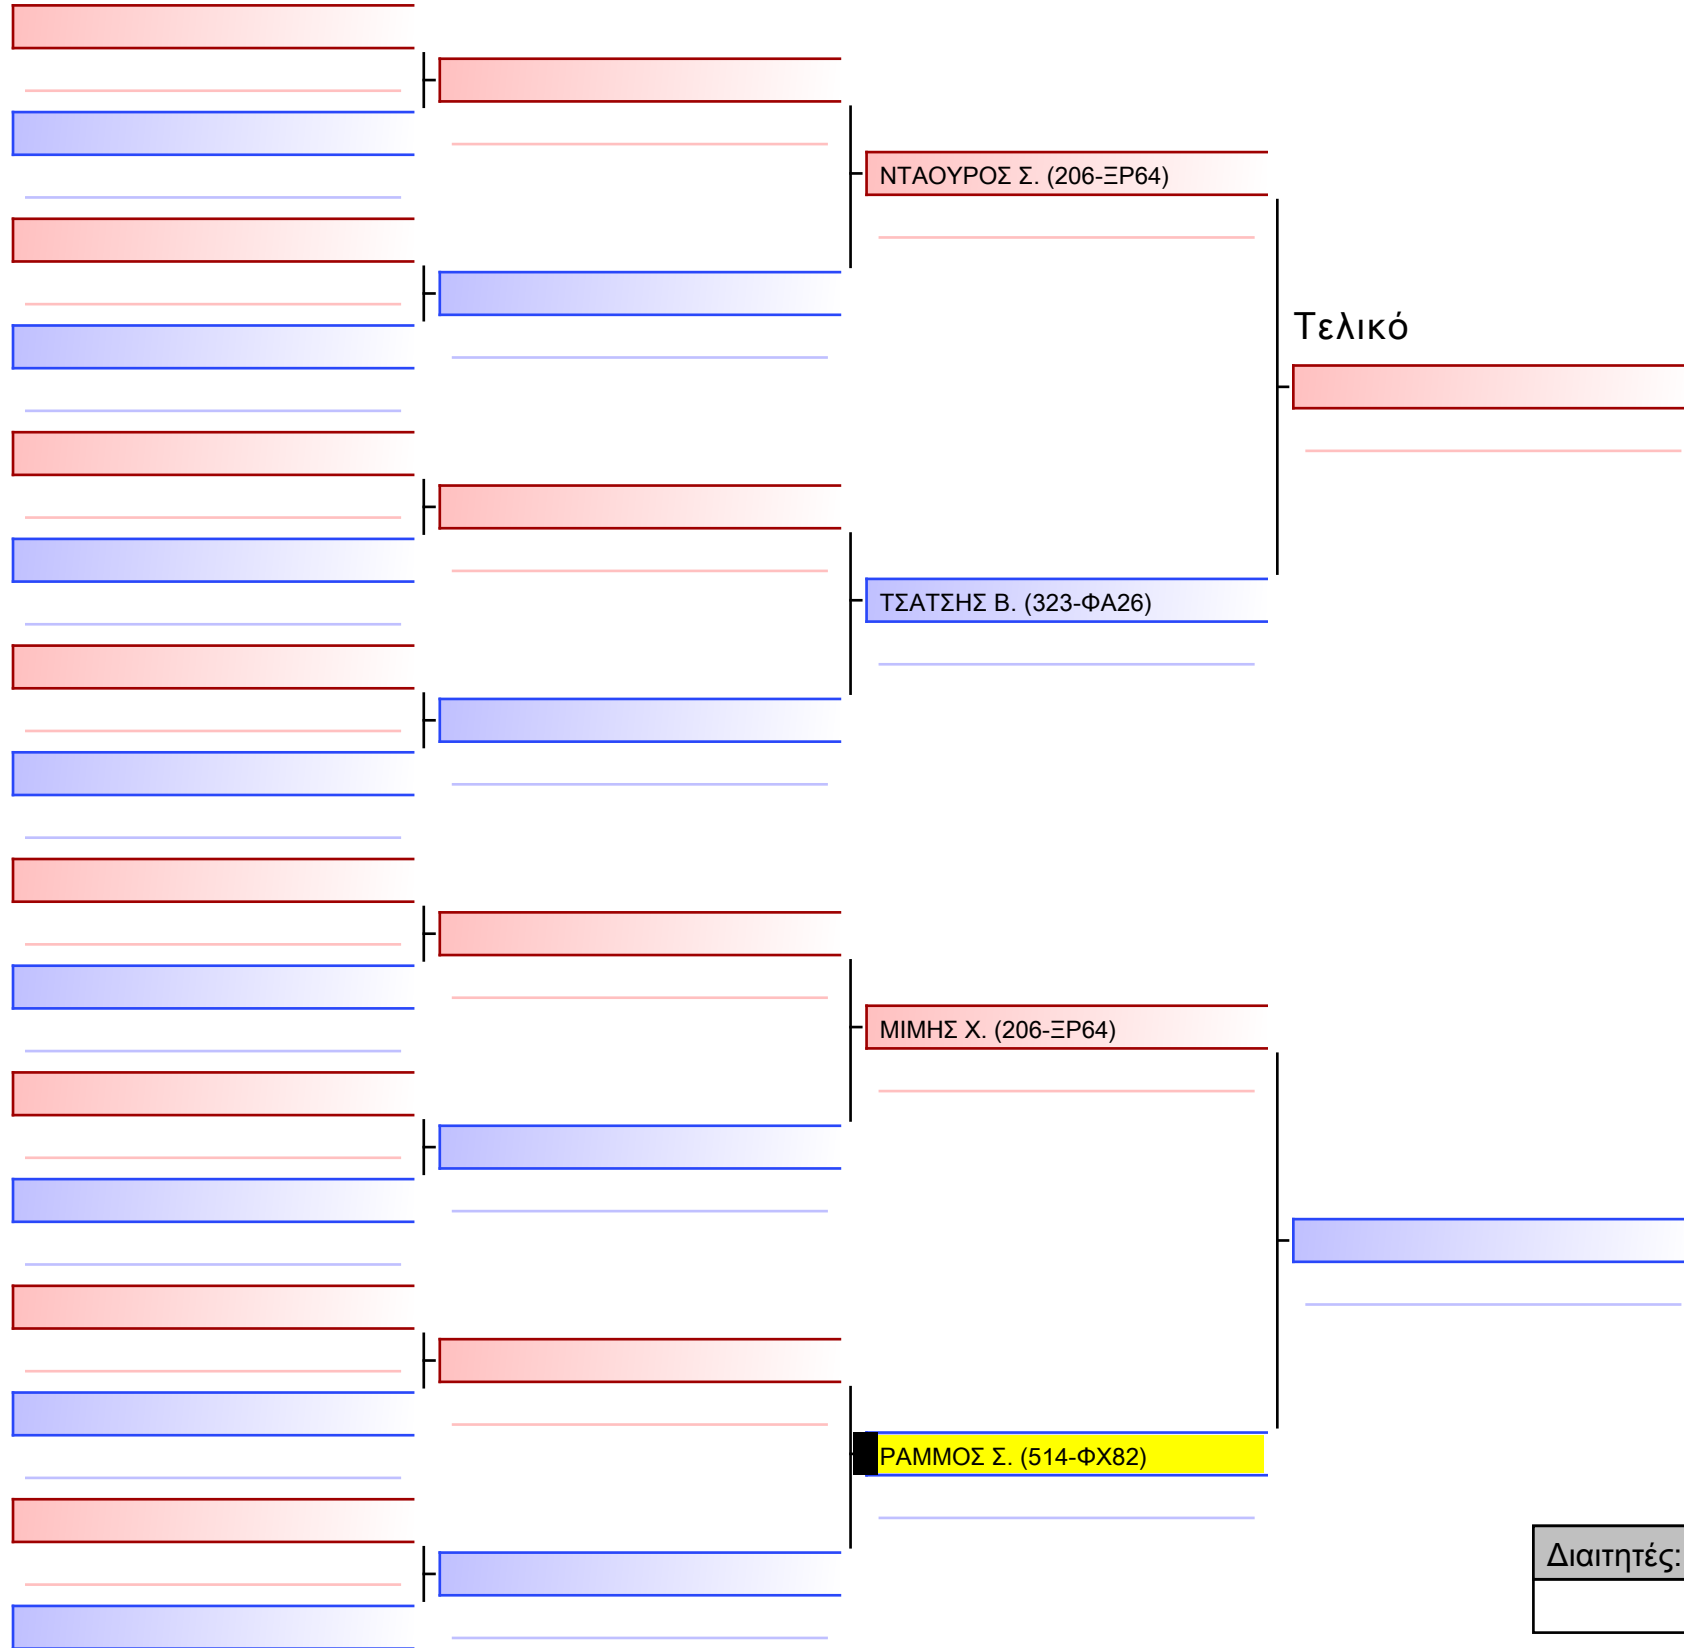 ΝΤΑΟΥΡΟΣ Σ. (206-ΞΡ64)
Τελικό
ΤΣΑΤΣΗΣ Β. (323-ΦΑ26)
ΜΙΜΗΣ Χ. (206-ΞΡ64)
ΡΑΜΜΟΣ Σ. (514-ΦΧ82)
Διαιτητές: